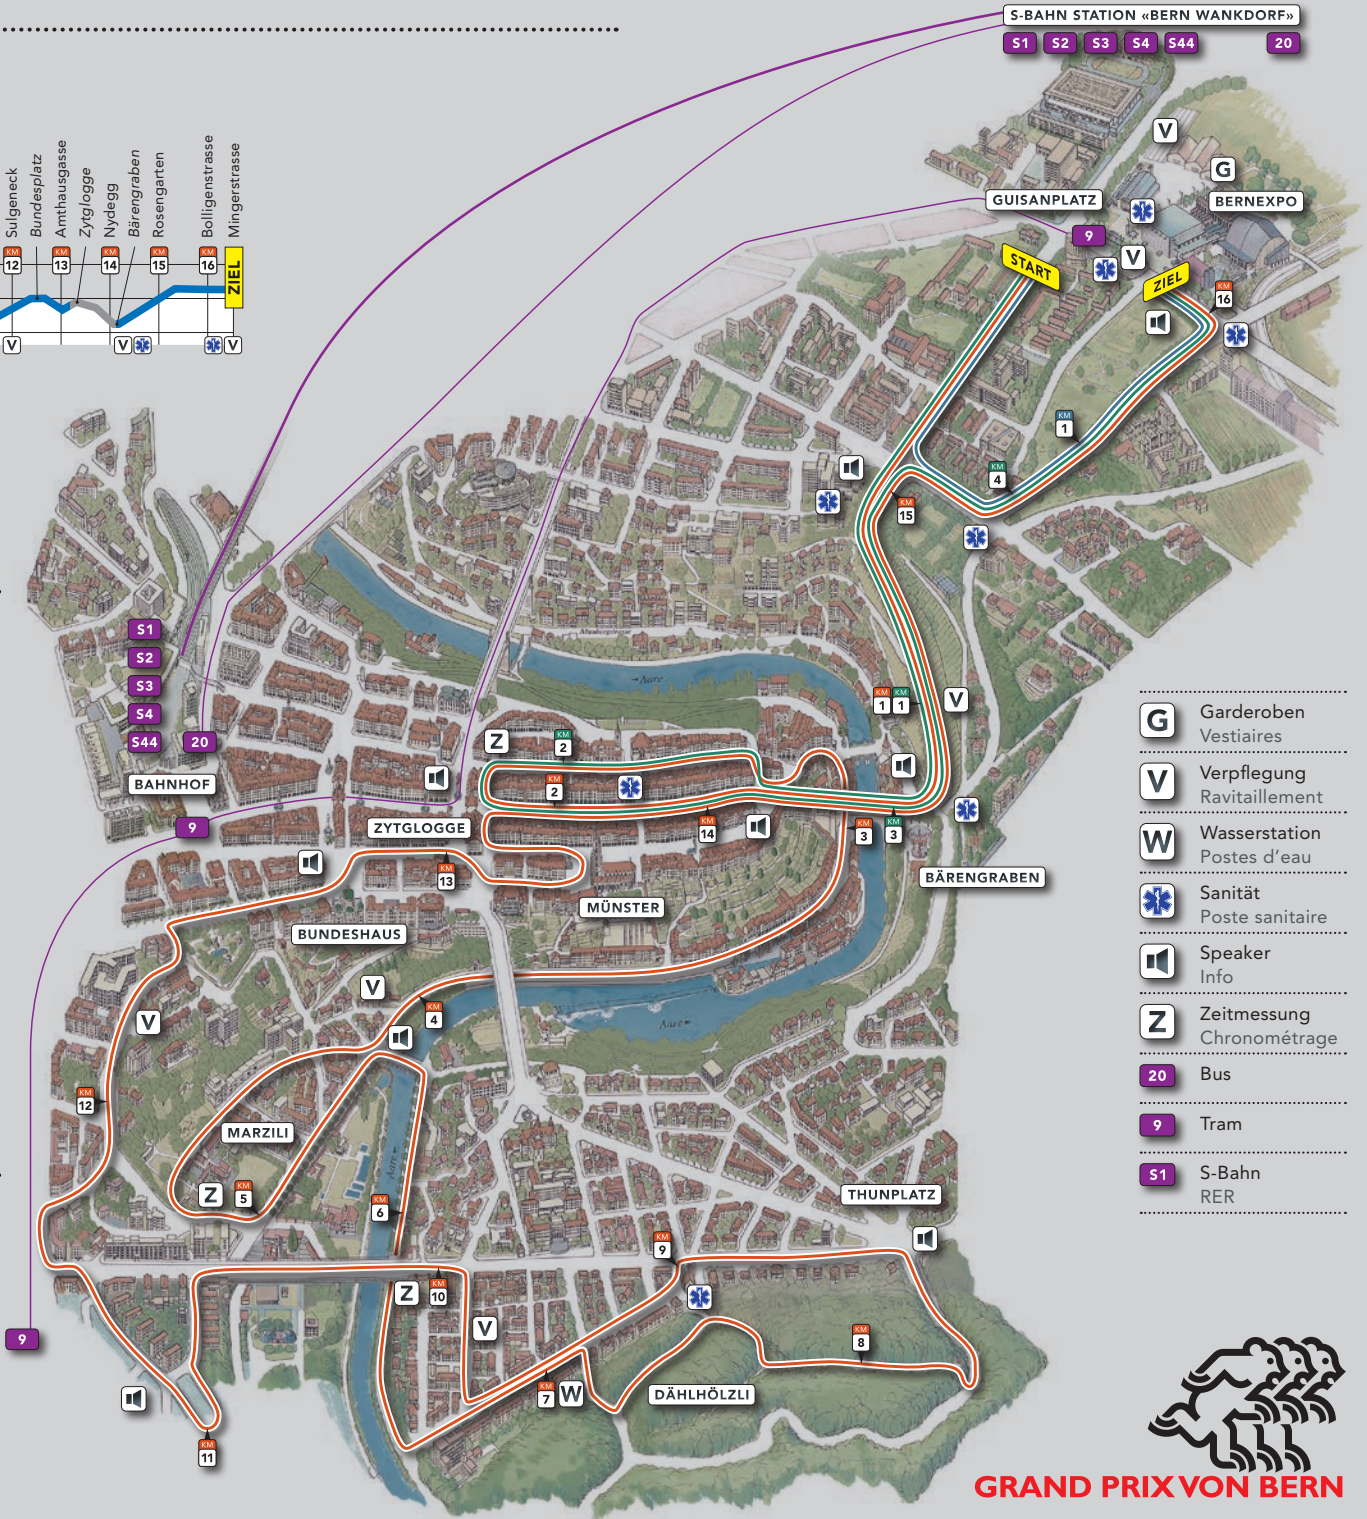 S-BAHN STATION «BERN WANKDORF»
S1 S2 S3 S4 S44 20
Sulgeneck
Bundesplatz
Amthausgasse
Zytglogge
Nydegg
Bärengraben
Rosengarten
Bolligenstrasse
Mingerstrasse
KM 12
KM 13
KM 14
KM 15
KM 16
ZIEL
V
V
V
V
G
GUISANPLATZ
BERNEXPO
9
V
START
ZIEL
KM 16
KM 1
KM 4
KM 15
S1
S2
S3
S4
S44
20
BAHNHOF
9
Aare
KM 1
KM 1
V
Z
KM 2
KM 2
ZYTGLOGGE
KM 14
KM 3
KM 3
KM 13
BÄRENGRABEN
MÜNSTER
BUNDESHAUS
V
V
KM 4
Aare
KM 12
MARZILI
Aare
Z
KM 5
KM 6
THUNPLATZ
KM 9
Z
KM 10
V
9
KM 8
KM 7
W
DÄHLHÖLZLI
KM 11
G
Garderoben
Vestiaires
V
Verpflegung
Ravitaillement
W
Wasserstation
Postes d'eau
Sanität
Poste sanitaire
Speaker
Info
Z
Zeitmessung
Chronométrage
20
Bus
9
Tram
S1
S-Bahn
RER
GRAND PRIX VON BERN